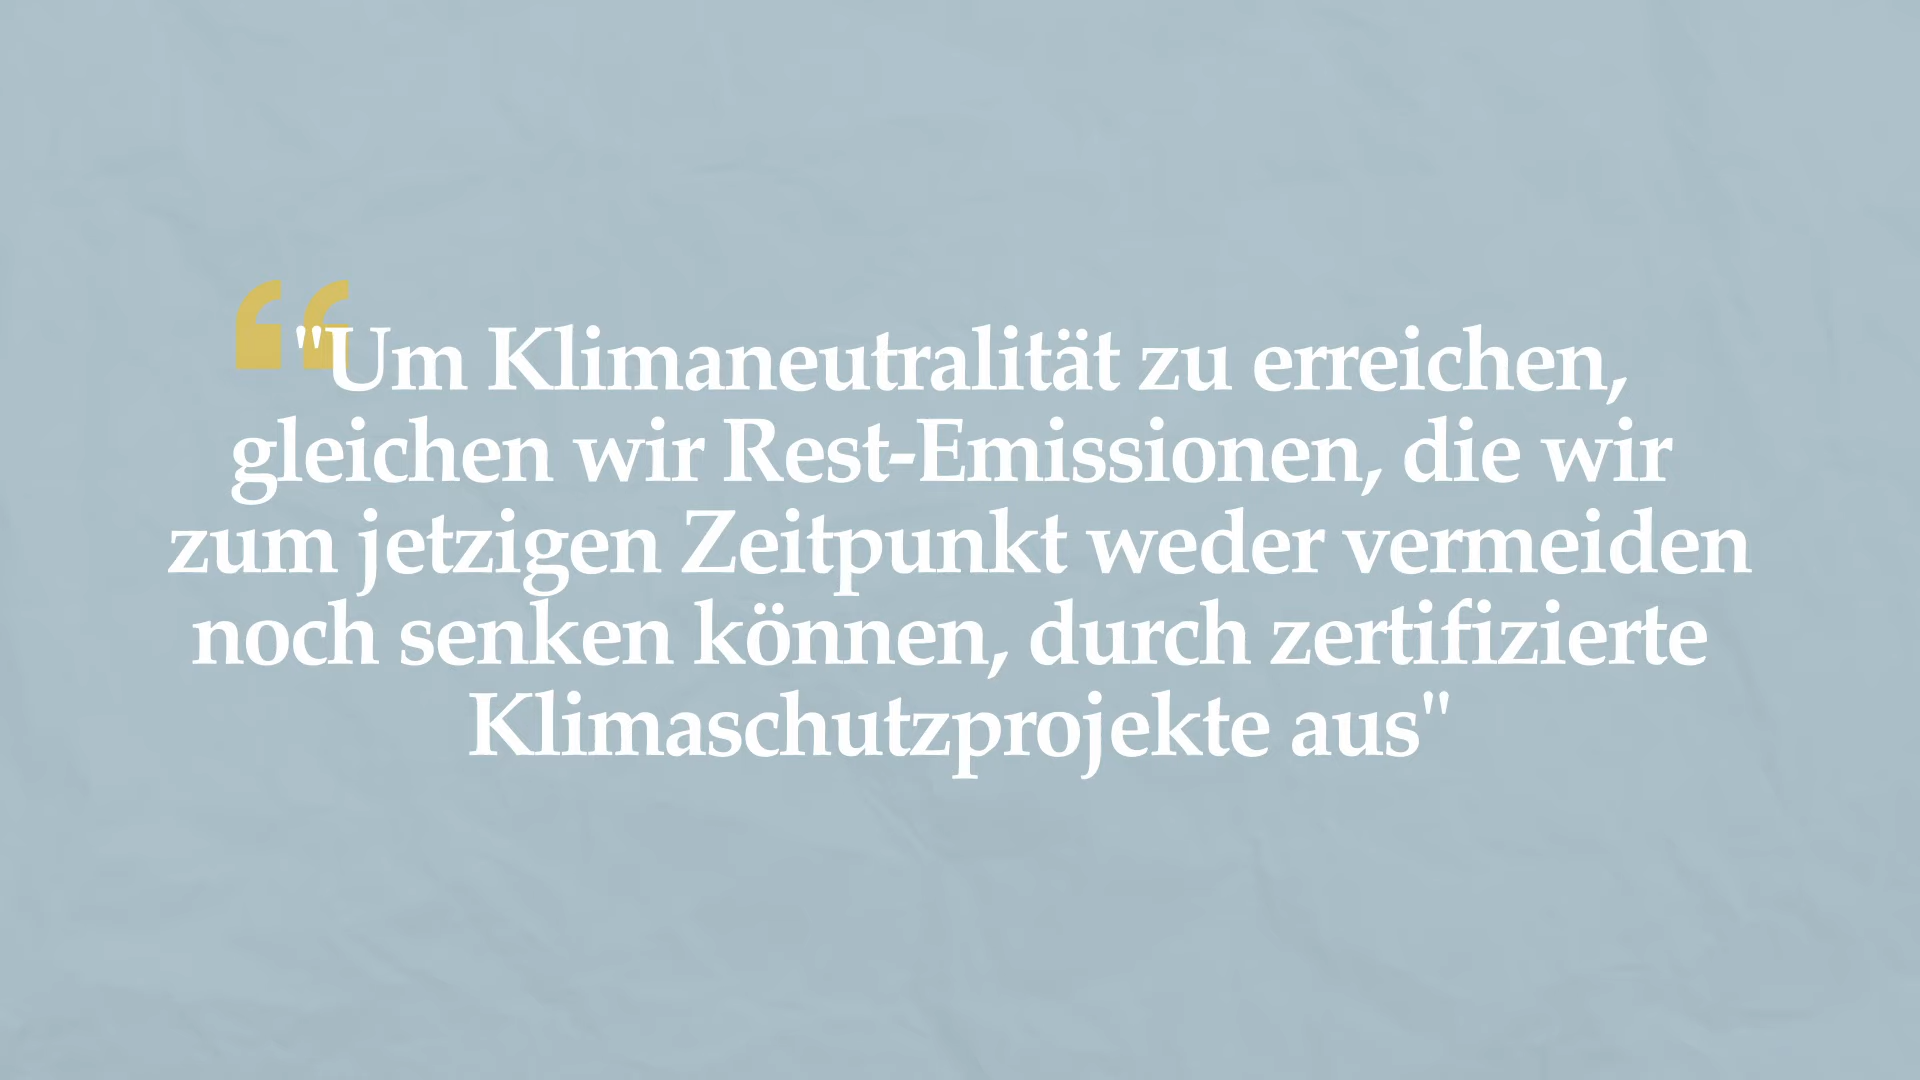 "Um Klimaneutralität zu erreichen,
gleichen wir Rest-Emissionen, die wir
zum jetzigen Zeitpunkt weder vermeiden
noch senken können, durch zertifizierte
Klimaschutzprojekte aus"